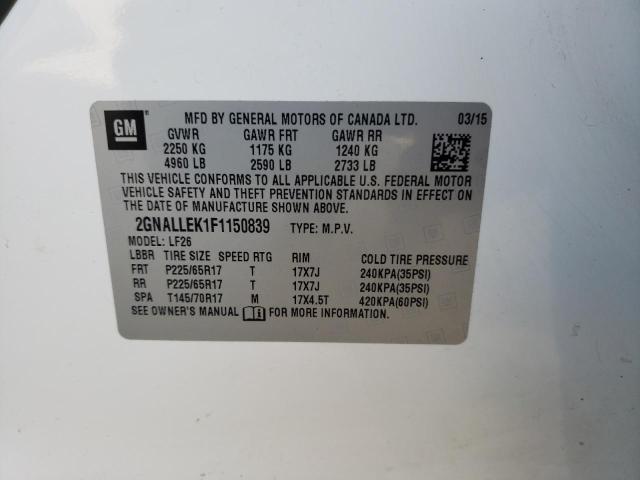 GM
MFD BY GENERAL MOTORS OF CANADA LTD. 03/15
GVWR GAWR FRT GAWR RR
2250 KG 1175 KG 1240 KG
4960 LB 2590 LB 2733 LB
THIS VEHICLE CONFORMS TO ALL APPLICABLE U.S. FEDERAL MOTOR
VEHICLE SAFETY AND THEFT PREVENTION STANDARDS IN EFFECT ON
THE DATE OF MANUFACTURE SHOWN ABOVE.
2GNALLEK1F1150839 TYPE: M.P.V.
MODEL: LF26
LBBR TIRE SIZE SPEED RTG RIM COLD TIRE PRESSURE
FRT P225/65R17 T 17X7J 240KPA(35PSI)
RR P225/65R17 T 17X7J 240KPA(35PSI)
SPA T145/70R17 M 17X4.5T 420KPA(60PSI)
SEE OWNER'S MANUAL FOR MORE INFORMATION.